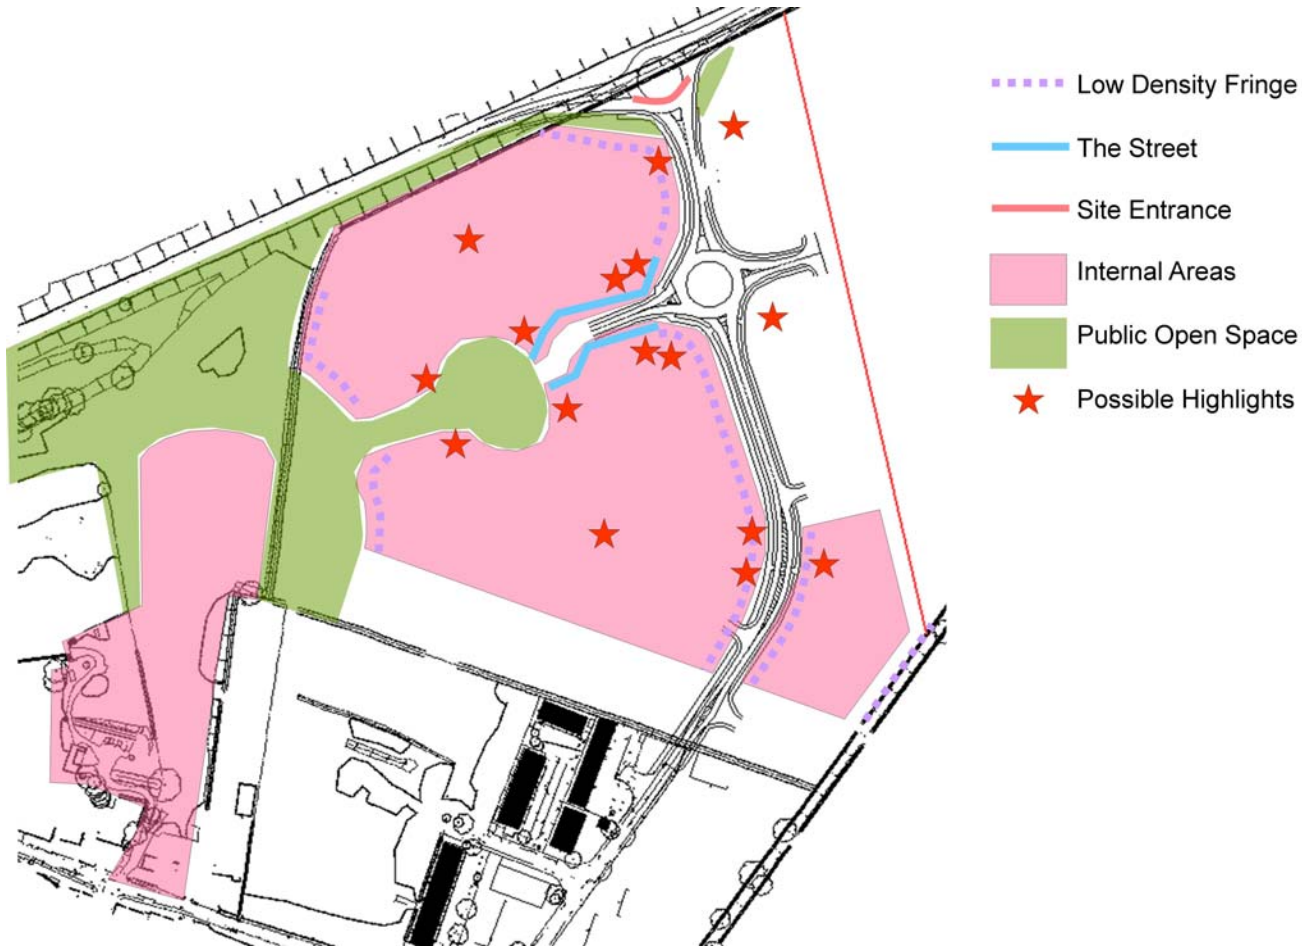 Low Density Fringe
The Street
Site Entrance
Internal Areas
Public Open Space
Possible Highlights